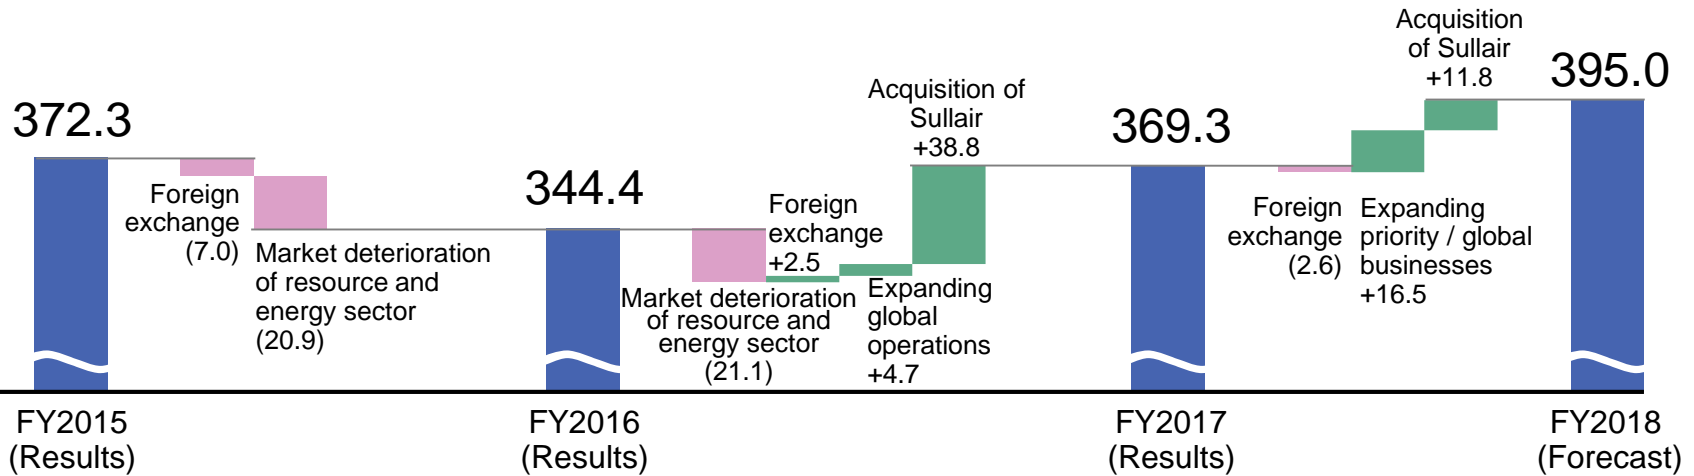 372.3
Foreign
exchange
(7.0)
Market deterioration
of resource and
energy sector
(20.9)
344.4
Market deterioration
of resource and
energy sector
(21.1)
Foreign
exchange
+2.5
Expanding
global
operations
+4.7
Acquisition of
Sullair
+38.8
369.3
Foreign
exchange
(2.6)
Expanding
priority / global
businesses
+16.5
Acquisition
of Sullair
+11.8
395.0
FY2015
(Results)
FY2016
(Results)
FY2017
(Results)
FY2018
(Forecast)